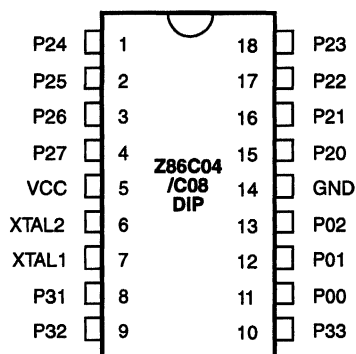 P24 1 18 P23
P25 2 17 P22
P26 3 16 P21
P27 4 Z86C04 15 P20
VCC 5 /C08 14 GND
XTAL2 6 DIP 13 P02
XTAL1 7 12 P01
P31 8 11 P00
P32 9 10 P33